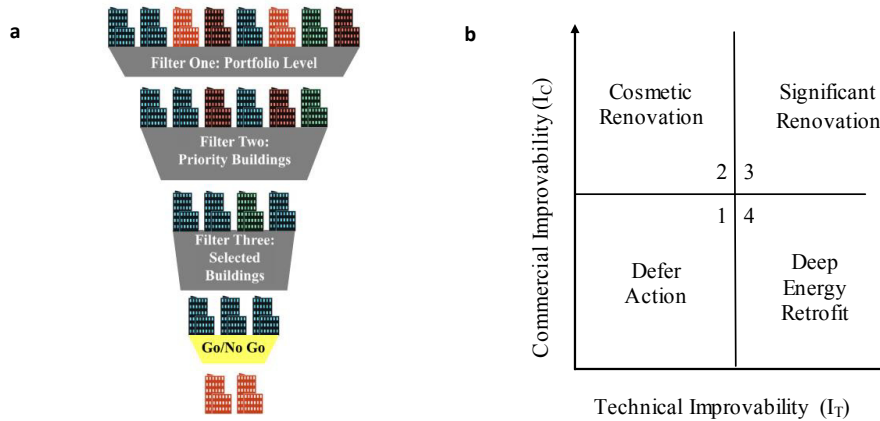 a
Filter One: Portfolio Level
Filter Two:
Priority Buildings
Filter Three:
Selected
Buildings
Go/No Go
b
Commercial Improvability (I_C)
Cosmetic
Renovation
Significant
Renovation
2 3
1 4
Defer
Action
Deep
Energy
Retrofit
Technical Improvability (I_T)